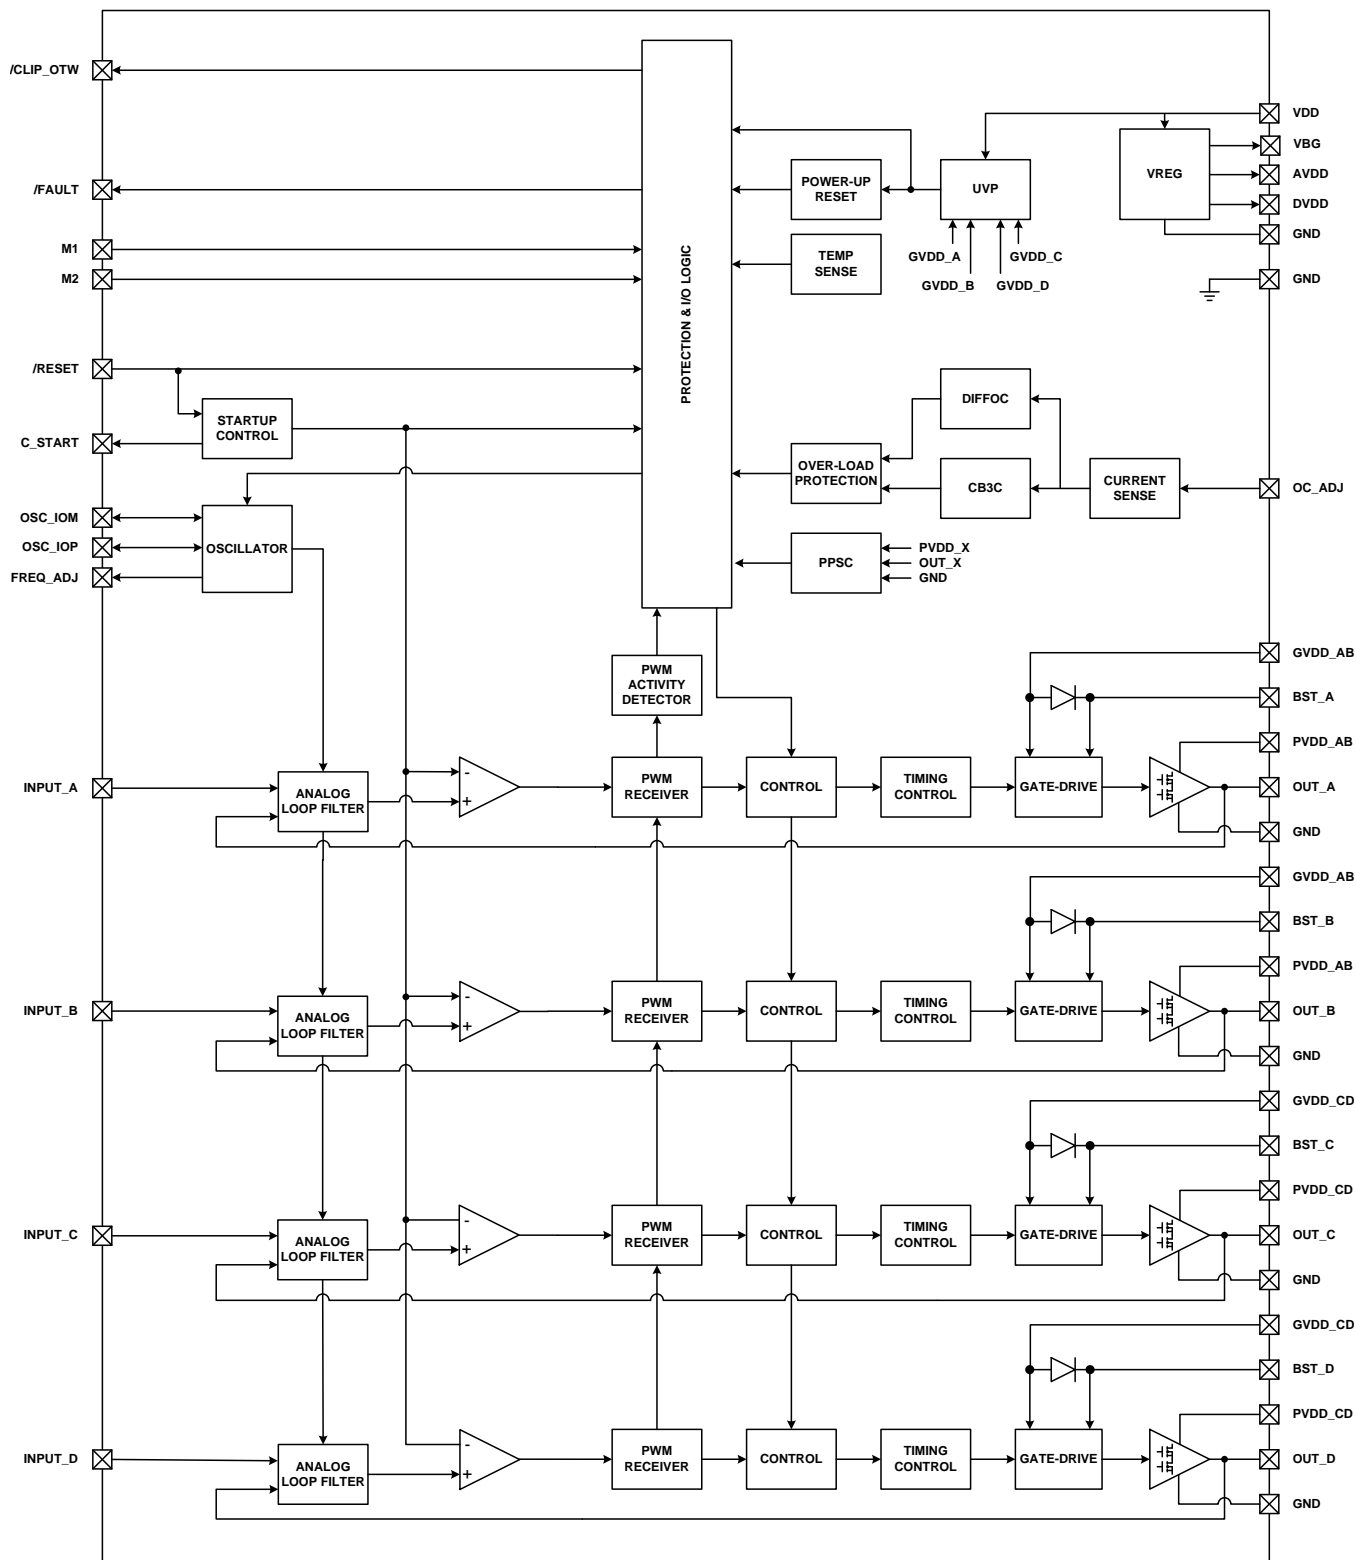 /CLIP_OTW
VDD
VBG
/FAULT
POWER-UP
RESET
UVP
VREG
AVDD
DVDD
M1
GND
GVDD_A
GVDD_C
TEMP
SENSE
M2
GVDD_B
GVDD_D
GND
PROTECTION & I/O LOGIC
/RESET
DIFFOC
STARTUP
CONTROL
C_START
OVER-LOAD
PROTECTION
CB3C
CURRENT
SENSE
OC_ADJ
OSC_IOM
OSC_IOP
OSCILLATOR
FREQ_ADJ
PPSC
PVDD_X
OUT_X
GND
GVDD_AB
PWM
ACTIVITY
DETECTOR
BST_A
PVDD_AB
INPUT_A
ANALOG
LOOP FILTER
-
+
PWM
RECEIVER
CONTROL
TIMING
CONTROL
GATE-DRIVE
OUT_A
GND
GVDD_AB
BST_B
PVDD_AB
INPUT_B
ANALOG
LOOP FILTER
-
+
PWM
RECEIVER
CONTROL
TIMING
CONTROL
GATE-DRIVE
OUT_B
GND
GVDD_CD
BST_C
PVDD_CD
INPUT_C
ANALOG
LOOP FILTER
-
+
PWM
RECEIVER
CONTROL
TIMING
CONTROL
GATE-DRIVE
OUT_C
GND
GVDD_CD
BST_D
PVDD_CD
INPUT_D
ANALOG
LOOP FILTER
-
+
PWM
RECEIVER
CONTROL
TIMING
CONTROL
GATE-DRIVE
OUT_D
GND